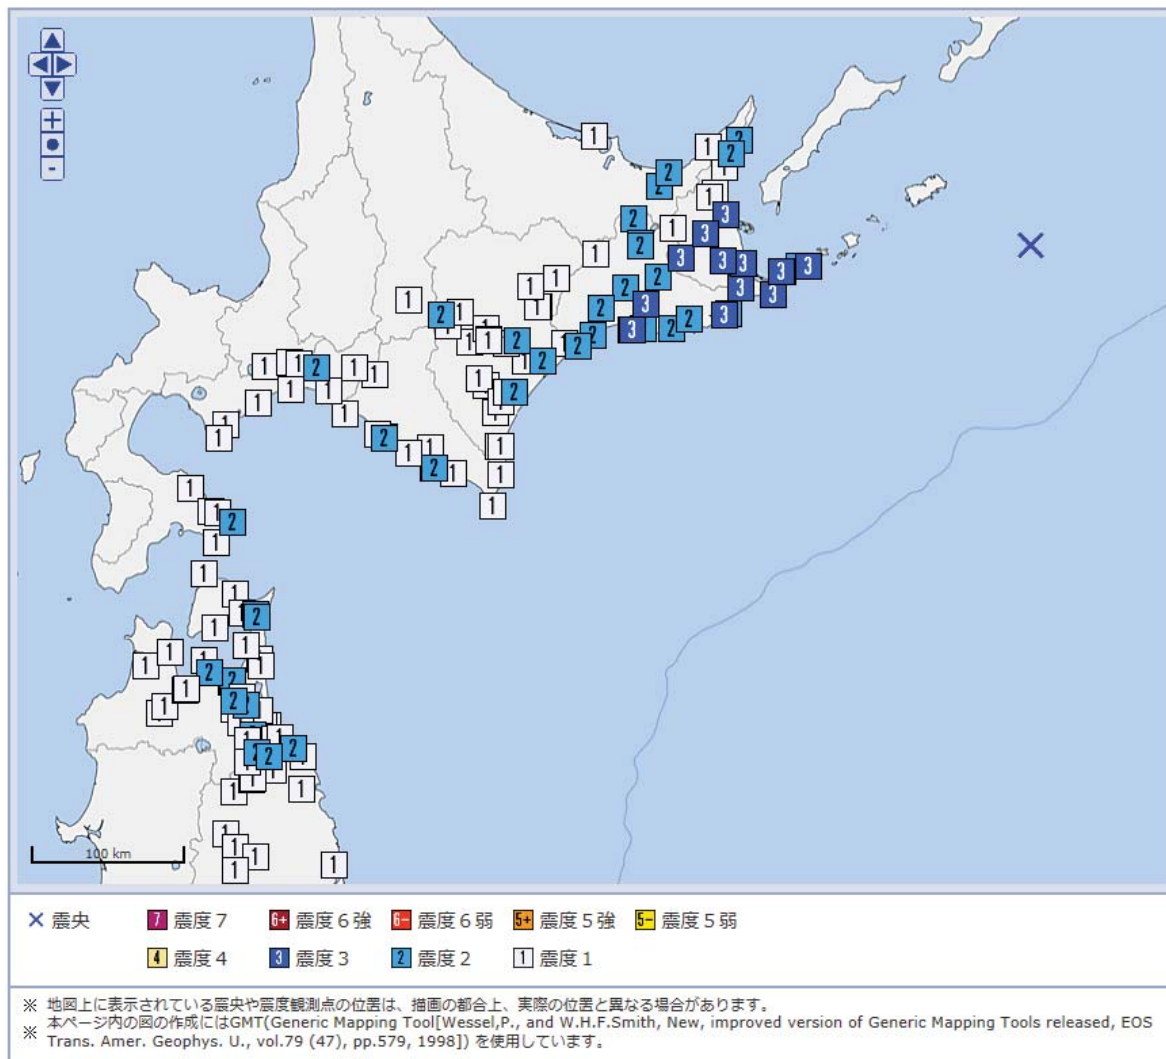 100 km
× 震央
7 震度7
6+ 震度6強
6- 震度6弱
5+ 震度5強
5- 震度5弱
4 震度4
3 震度3
2 震度2
1 震度1
※ 地図上に表示されている震央や震度観測点の位置は、描画の都合上、実際の位置と異なる場合があります。
※ 本ページ内の図の作成にはGMT(Generic Mapping Tool[Wessel,P., and W.H.F.Smith, New, improved version of Generic Mapping Tools released, EOS
Trans. Amer. Geophys. U., vol.79 (47), pp.579, 1998]) を使用しています。